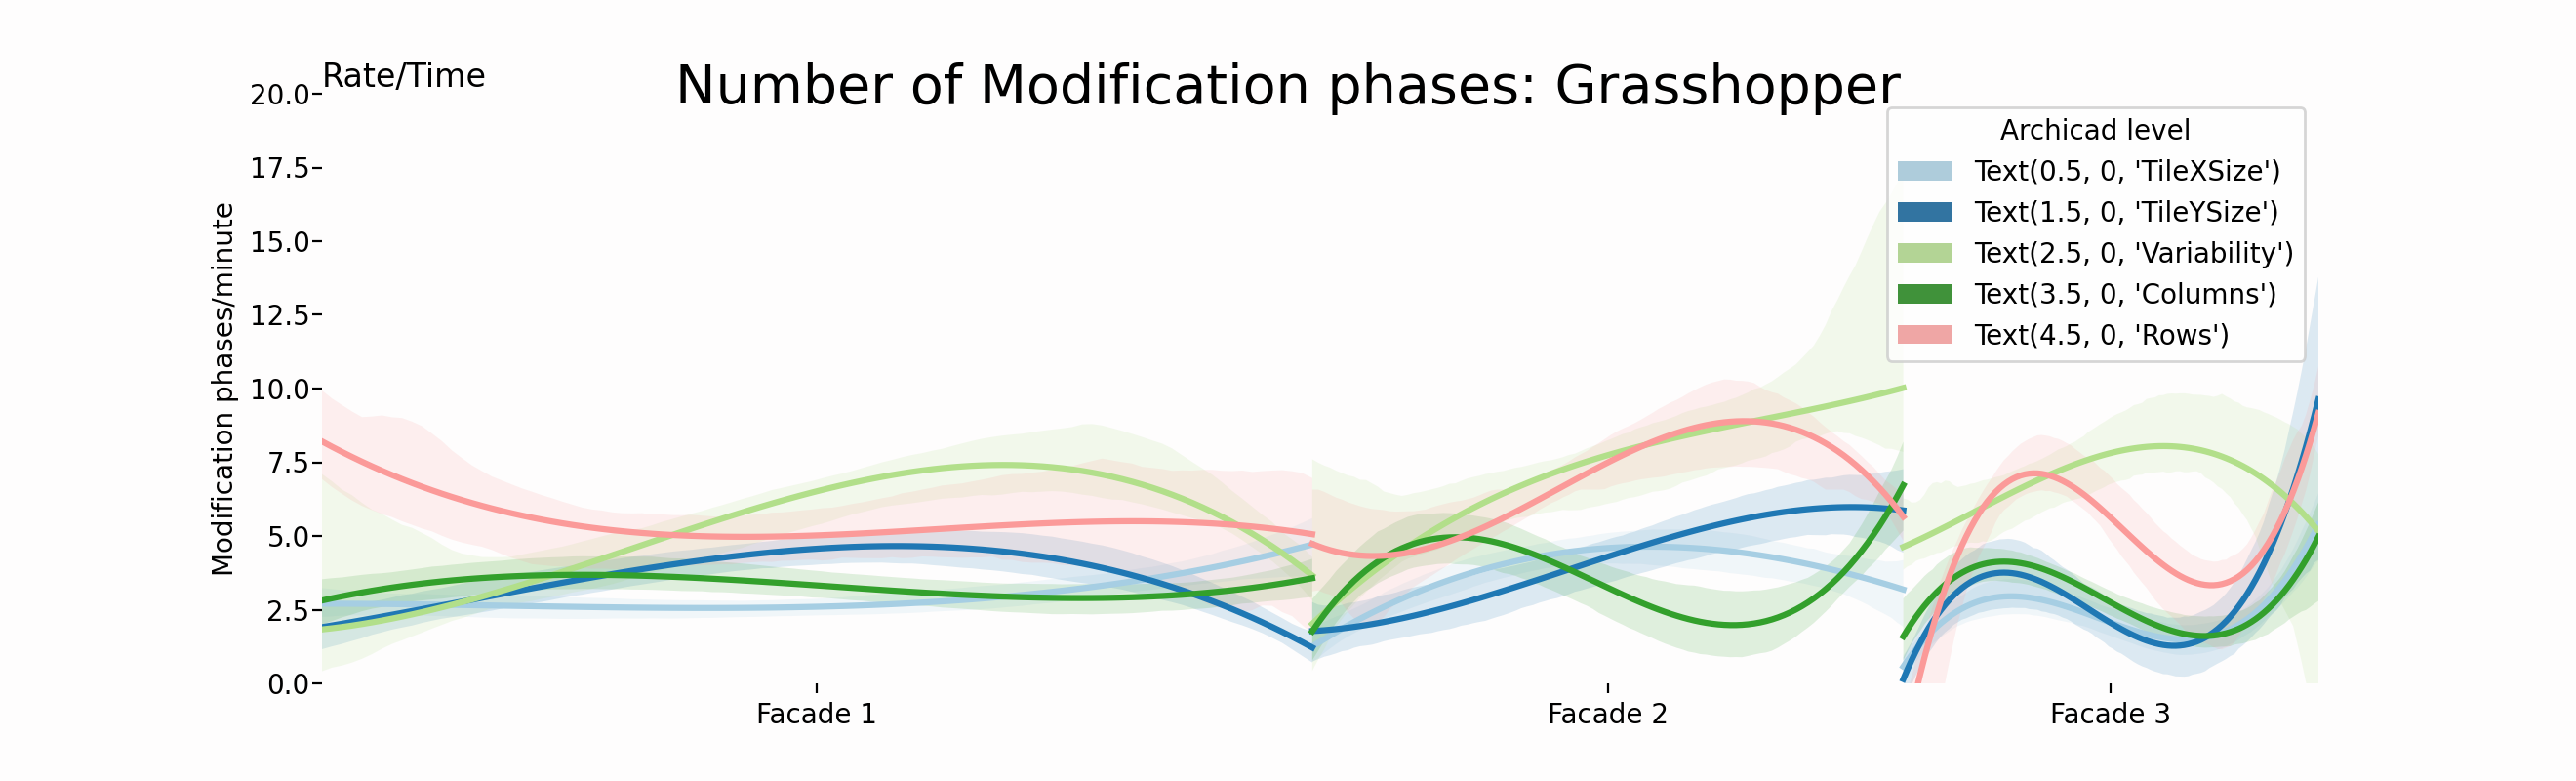 Rate/Time
Number of Modification phases: Grasshopper
Modification phases/minute
20.0
17.5
15.0
12.5
10.0
7.5
5.0
2.5
0.0
Archicad level
Text(0.5, 0, 'TileXSize')
Text(1.5, 0, 'TileYSize')
Text(2.5, 0, 'Variability')
Text(3.5, 0, 'Columns')
Text(4.5, 0, 'Rows')
Facade 1
Facade 2
Facade 3